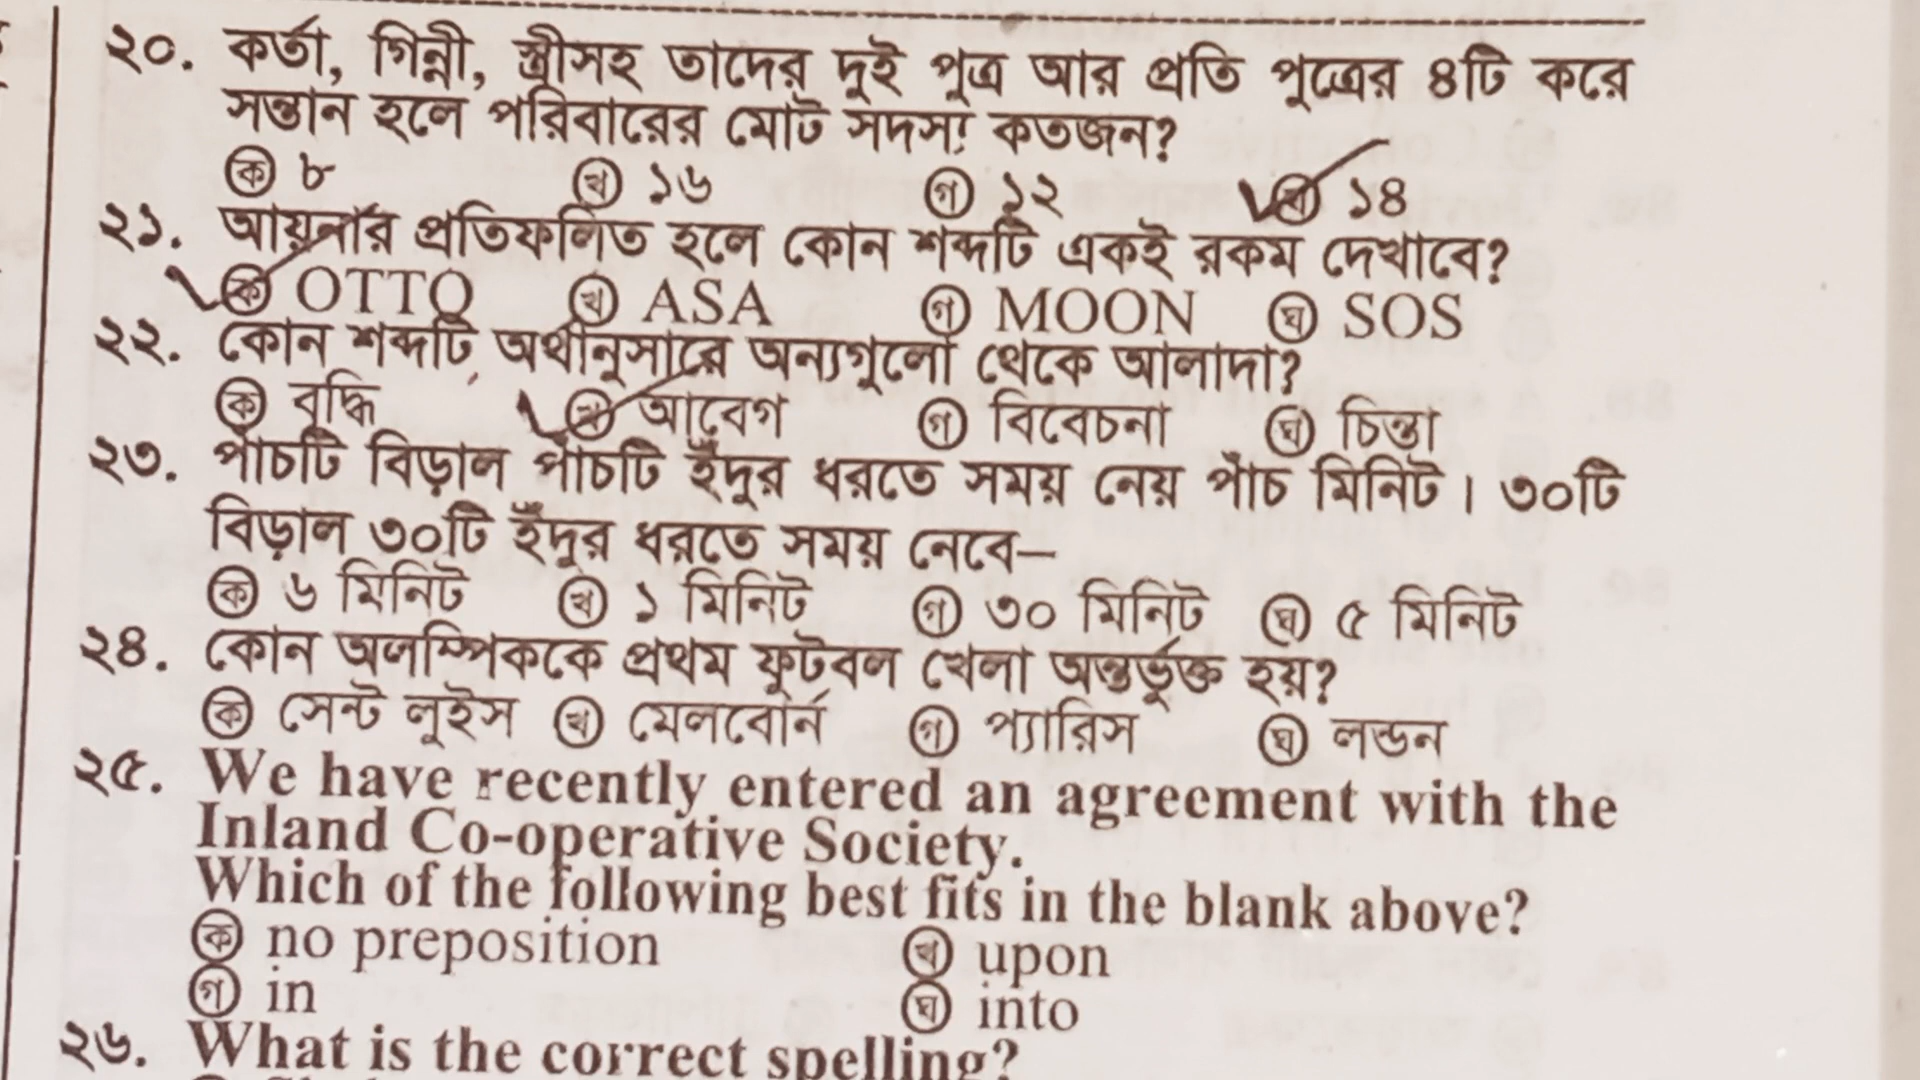 ২০. কর্তা, গিন্নী, স্ত্রীসহ তাদের দুই পুত্র আর প্রতি পুত্রের ৪টি করে
সন্তান হলে পরিবারের মোট সদস্য কতজন?
ক ৮ খ ১৬ গ ১২ ঘ ১৪
২১. আয়নার প্রতিফলিত হলে কোন শব্দটি একই রকম দেখাবে?
ক OTTO খ ASA গ MOON ঘ SOS
২২. কোন শব্দটি অর্থানুসারে অন্যগুলো থেকে আলাদা?
ক বৃদ্ধি খ আবেগ গ বিবেচনা ঘ চিন্তা
২৩. পাঁচটি বিড়াল পাঁচটি ইঁদুর ধরতে সময় নেয় পাঁচ মিনিট। ৩০টি
বিড়াল ৩০টি ইঁদুর ধরতে সময় নেবে–
ক ৬ মিনিট খ ১ মিনিট গ ৩০ মিনিট ঘ ৫ মিনিট
২৪. কোন অলম্পিককে প্রথম ফুটবল খেলা অন্তর্ভুক্ত হয়?
ক সেন্ট লুইস খ মেলবোর্ন গ প্যারিস ঘ লন্ডন
২৫. We have recently entered an agreement with the
Inland Co-operative Society.
Which of the following best fits in the blank above?
ক no preposition খ upon
গ in ঘ into
২৬. What is the correct spelling?